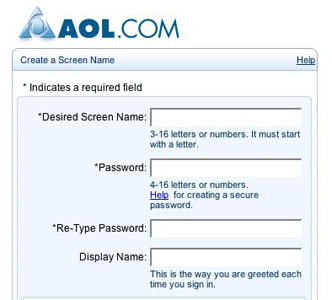 AOL.COM
Create a Screen Name Help
* Indicates a required field
*Desired Screen Name:
3-16 letters or numbers. It must start
with a letter.
*Password:
4-16 letters or numbers.
Help for creating a secure
password.
*Re-Type Password:
Display Name:
This is the way you are greeted each
time you sign in.